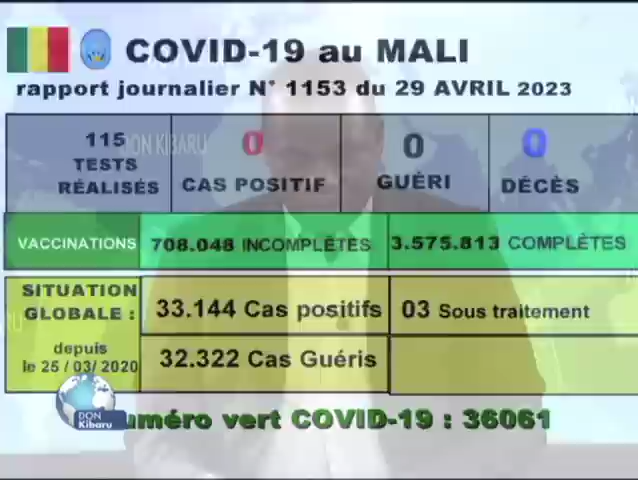 COVID-19 au MALI
rapport journalier N° 1153 du 29 AVRIL 2023
115 TESTS RÉALISÉS
0 CAS POSITIF
0 GUÉRI
0 DÉCÈS
DON KIBARU
VACCINATIONS 708.048 INCOMPLÈTES 3.575.813 COMPLÈTES
SITUATION GLOBALE :
depuis
le 25 / 03/ 2020
33.144 Cas positifs 03 Sous traitement
32.322 Cas Guéris
DON
Kibaru
uméro vert COVID-19 : 36061